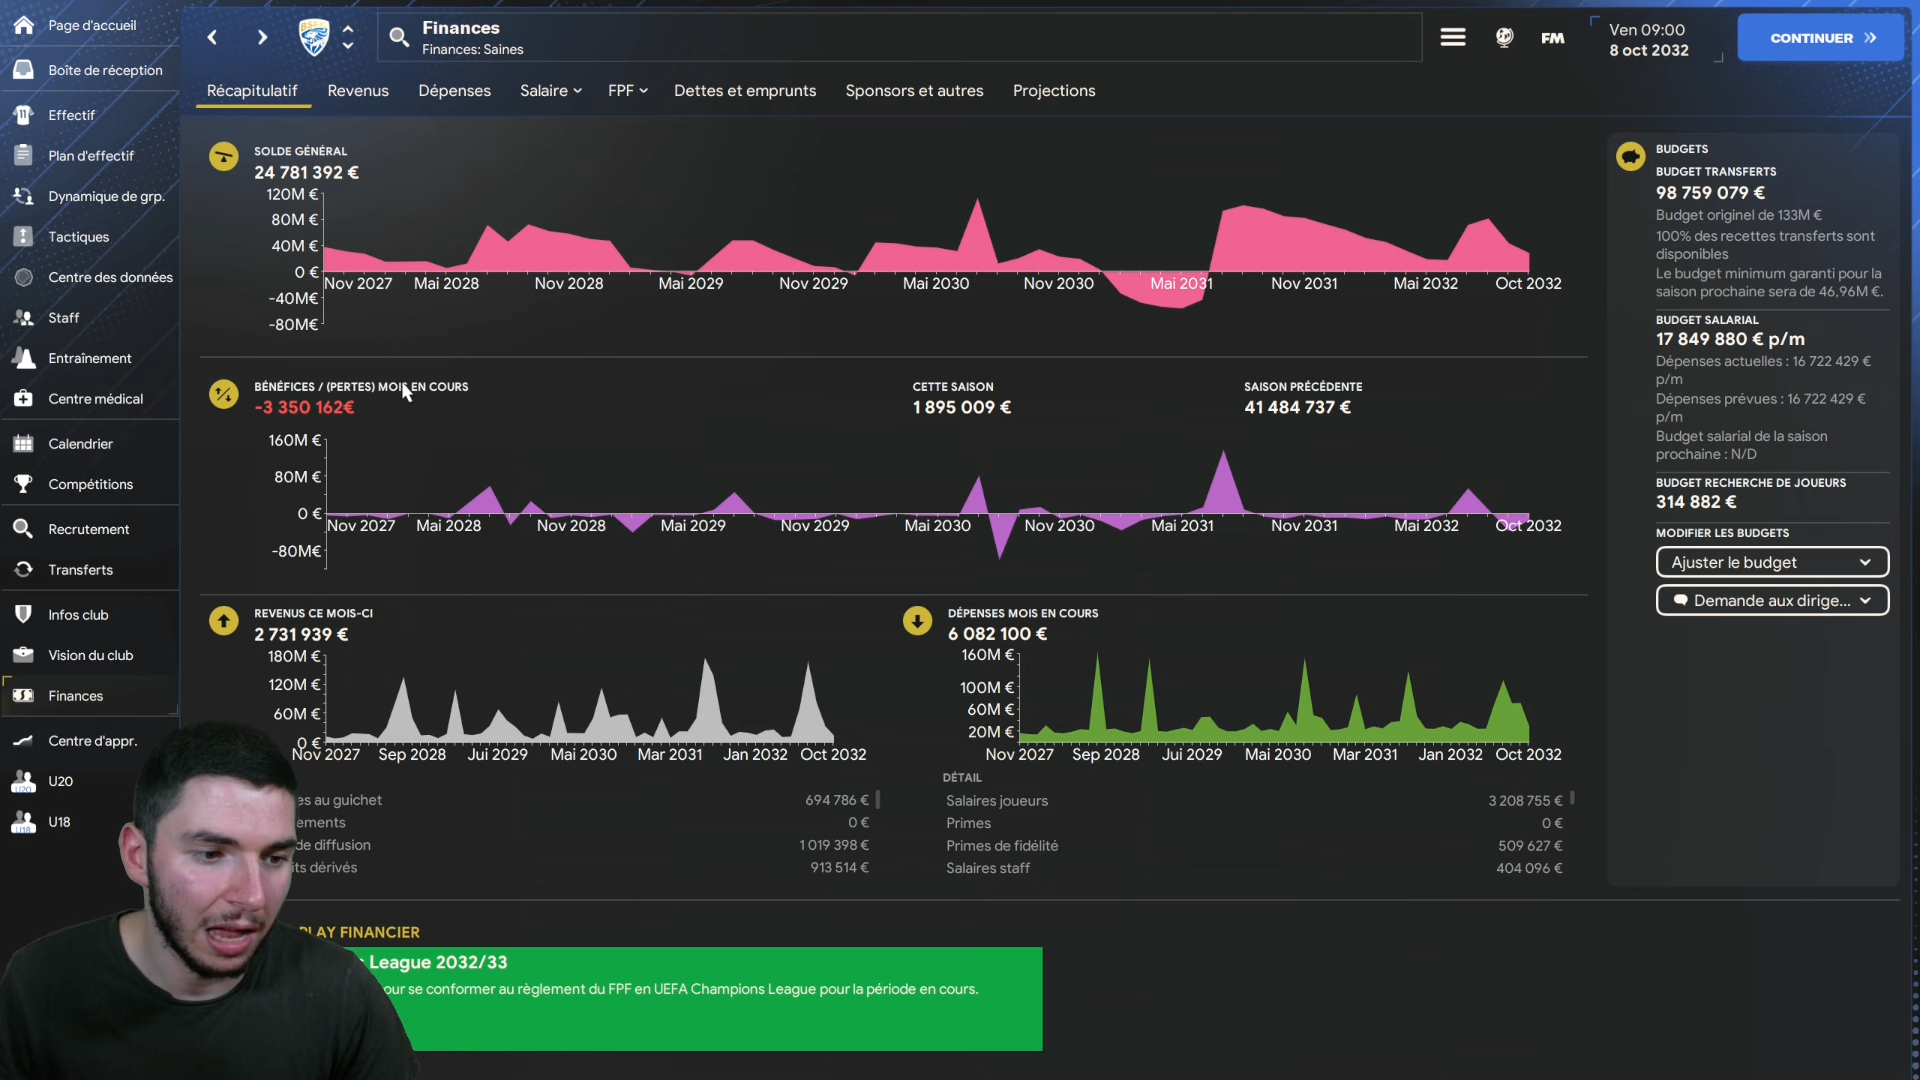 Page d'accueil
Boîte de réception
Effectif
Plan d'effectif
Dynamique de grp.
Tactiques
Centre des données
Staff
Entraînement
Centre médical
Calendrier
Compétitions
Recrutement
Transferts
Infos club
Vision du club
Finances
Centre d'appr.
U20
U18
Finances
Finances: Saines
FM
Ven 09:00
8 oct 2032
CONTINUER
Récapitulatif Revenus Dépenses Salaire FPF Dettes et emprunts Sponsors et autres Projections
SOLDE GÉNÉRAL
24 781 392 €
120M €
80M €
40M €
0 €
-40M€
-80M€
Nov 2027 Mai 2028 Nov 2028 Mai 2029 Nov 2029 Mai 2030 Nov 2030 Mai 2031 Nov 2031 Mai 2032 Oct 2032
BÉNÉFICES / (PERTES) MOIS EN COURS
-3 350 162€
CETTE SAISON
1 895 009 €
SAISON PRÉCÉDENTE
41 484 737 €
160M €
80M €
0 €
-80M€
Nov 2027 Mai 2028 Nov 2028 Mai 2029 Nov 2029 Mai 2030 Nov 2030 Mai 2031 Nov 2031 Mai 2032 Oct 2032
REVENUS CE MOIS-CI
2 731 939 €
180M €
120M €
60M €
0 €
Nov 2027 Sep 2028 Jui 2029 Mai 2030 Mar 2031 Jan 2032 Oct 2032
es au guichet 694 786 €
ements 0 €
de diffusion 1 019 398 €
its dérivés 913 514 €
DÉPENSES MOIS EN COURS
6 082 100 €
160M €
100M €
60M €
20M €
Nov 2027 Sep 2028 Jui 2029 Mai 2030 Mar 2031 Jan 2032 Oct 2032
DÉTAIL
Salaires joueurs 3 208 755 €
Primes 0 €
Primes de fidélité 509 627 €
Salaires staff 404 096 €
PLAY FINANCIER
League 2032/33
our se conformer au règlement du FPF en UEFA Champions League pour la période en cours.
BUDGETS
BUDGET TRANSFERTS
98 759 079 €
Budget originel de 133M €
100% des recettes transferts sont
disponibles
Le budget minimum garanti pour la
saison prochaine sera de 46,96M €.
BUDGET SALARIAL
17 849 880 € p/m
Dépenses actuelles : 16 722 429 €
p/m
Dépenses prévues : 16 722 429 €
p/m
Budget salarial de la saison
prochaine : N/D
BUDGET RECHERCHE DE JOUEURS
314 882 €
MODIFIER LES BUDGETS
Ajuster le budget
Demande aux dirige...